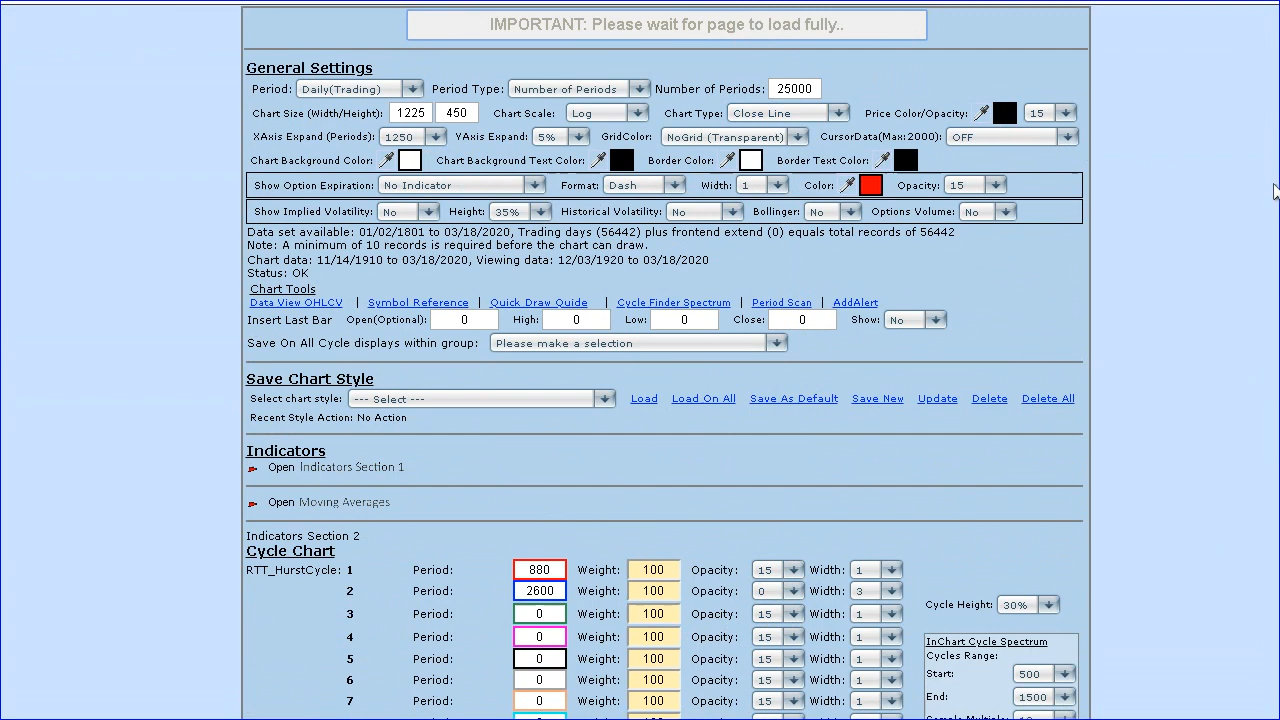 IMPORTANT: Please wait for page to load fully..
General Settings
Period: Daily(Trading) Period Type: Number of Periods Number of Periods: 25000
Chart Size (Width/Height): 1225 450 Chart Scale: Log Chart Type: Close Line Price Color/Opacity: 15
XAxis Expand (Periods): 1250 YAxis Expand: 5% GridColor: NoGrid (Transparent) CursorData(Max:2000): OFF
Chart Background Color: Chart Background Text Color: Border Color: Border Text Color:
Show Option Expiration: No Indicator Format: Dash Width: 1 Color: Opacity: 15
Show Implied Volatility: No Height: 35% Historical Volatility: No Bollinger: No Options Volume: No
Data set available: 01/02/1801 to 03/18/2020, Trading days (56442) plus frontend extend (0) equals total records of 56442
Note: A minimum of 10 records is required before the chart can draw.
Chart data: 11/14/1910 to 03/18/2020, Viewing data: 12/03/1920 to 03/18/2020
Status: OK
Chart Tools
Data View OHLCV | Symbol Reference | Quick Draw Quide | Cycle Finder Spectrum | Period Scan | AddAlert
Insert Last Bar Open(Optional): 0 High: 0 Low: 0 Close: 0 Show: No
Save On All Cycle displays within group: Please make a selection
Save Chart Style
Select chart style: --- Select --- Load Load On All Save As Default Save New Update Delete Delete All
Recent Style Action: No Action
Indicators
Open Indicators Section 1
Open Moving Averages
Indicators Section 2
Cycle Chart
RTT_HurstCycle: 1 Period: 880 Weight: 100 Opacity: 15 Width: 1
2 Period: 2600 Weight: 100 Opacity: 0 Width: 3
Cycle Height: 30%
3 Period: 0 Weight: 100 Opacity: 15 Width: 1
4 Period: 0 Weight: 100 Opacity: 15 Width: 1
InChart Cycle Spectrum
5 Period: 0 Weight: 100 Opacity: 15 Width: 1
Cycles Range:
Start: 500
6 Period: 0 Weight: 100 Opacity: 15 Width: 1
End: 1500
7 Period: 0 Weight: 100 Opacity: 15 Width: 1